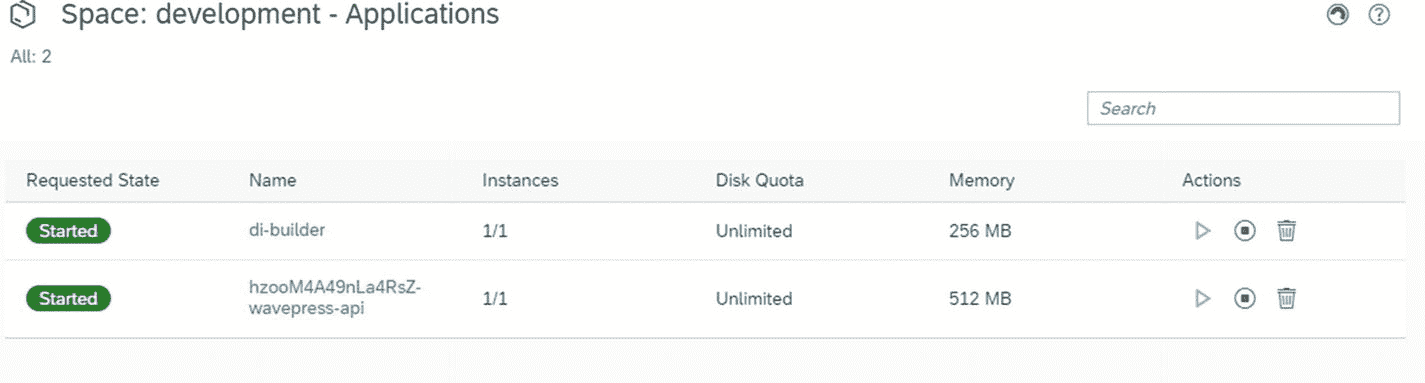 Space: development - Applications
All: 2
Search
Requested State Name Instances Disk Quota Memory Actions
Started di-builder 1/1 Unlimited 256 MB
Started hzooM4A49nLa4RsZ- 1/1 Unlimited 512 MB
wavepress-api